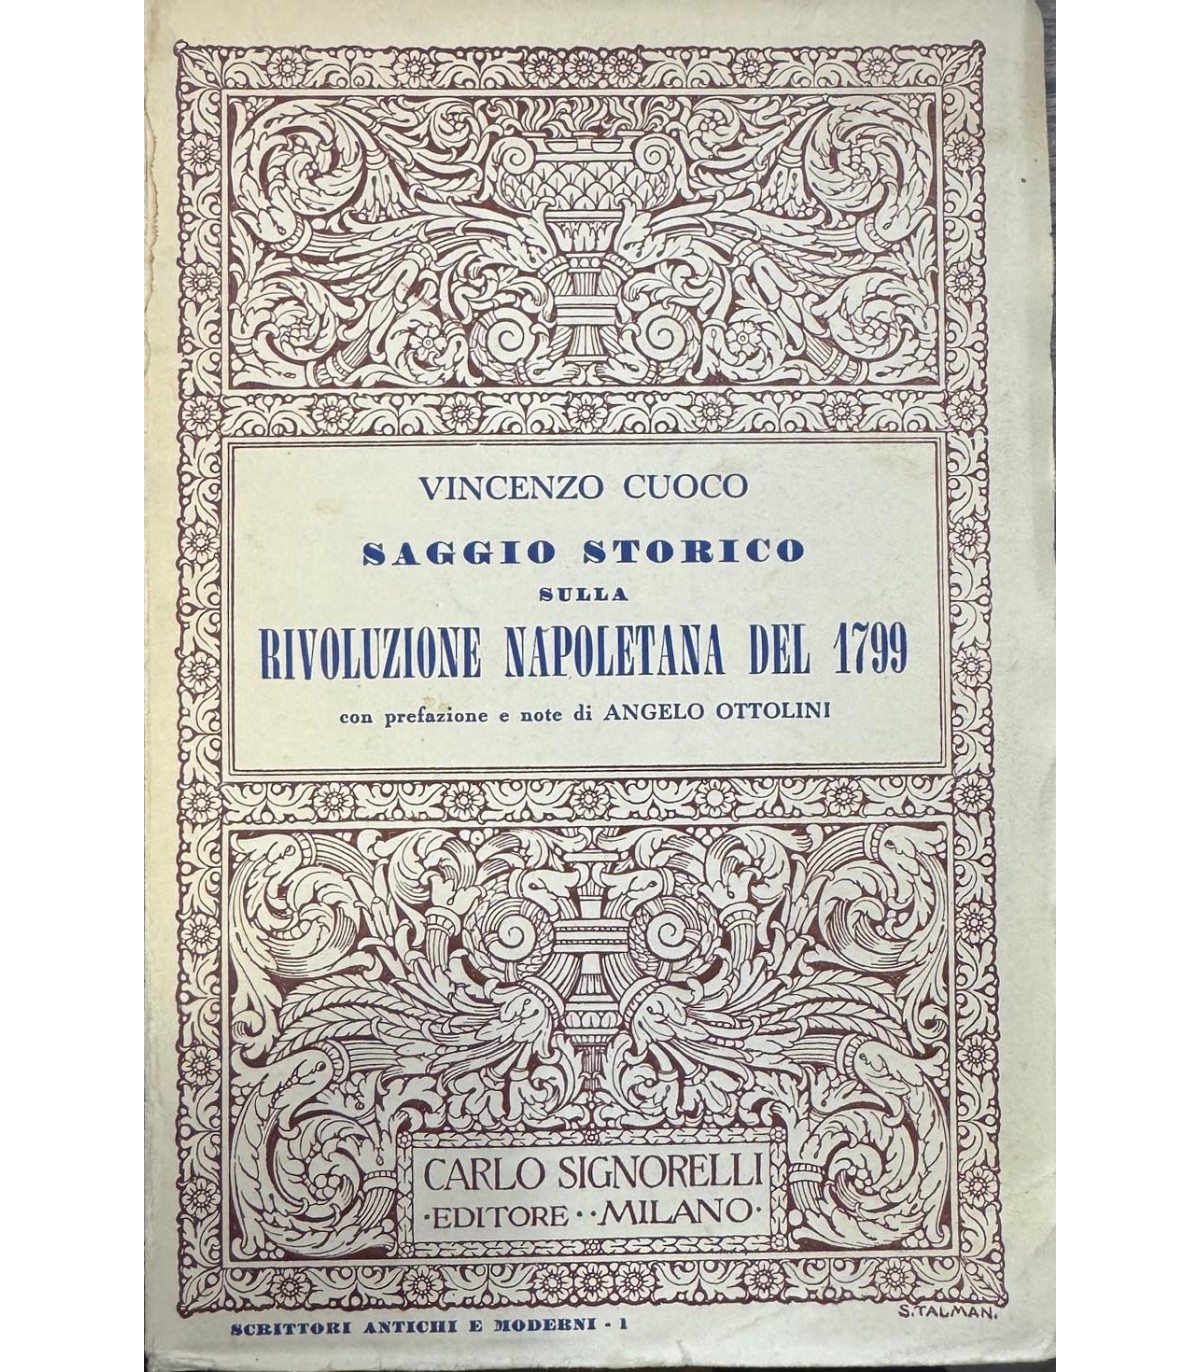 VINCENZO CUOCO
SAGGIO STORICO
SULLA
RIVOLUZIONE NAPOLETANA DEL 1799
con prefazione e note di ANGELO OTTOLINI
CARLO SIGNORELLI
·EDITORE··MILANO·
S. TALMAN.
SCRITTORI ANTICHI E MODERNI - 1